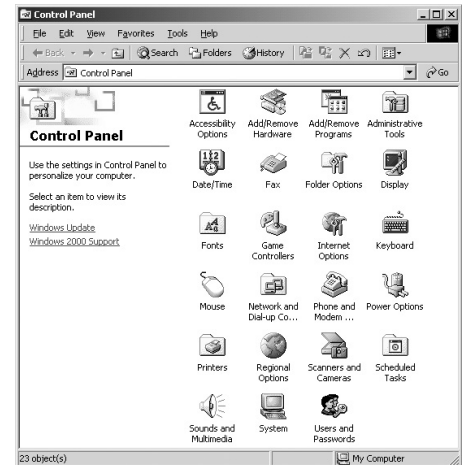 Control Panel
File Edit View Favorites Tools Help
Back Search Folders History
Address Control Panel Go
Control Panel
Use the settings in Control Panel to
personalize your computer.
Select an item to view its
description.
Windows Update
Windows 2000 Support
Accessibility Options
Add/Remove Hardware
Add/Remove Programs
Administrative Tools
Date/Time
Fax
Folder Options
Display
Fonts
Game Controllers
Internet Options
Keyboard
Mouse
Network and Dial-up Co...
Phone and Modem ...
Power Options
Printers
Regional Options
Scanners and Cameras
Scheduled Tasks
Sounds and Multimedia
System
Users and Passwords
23 object(s) My Computer